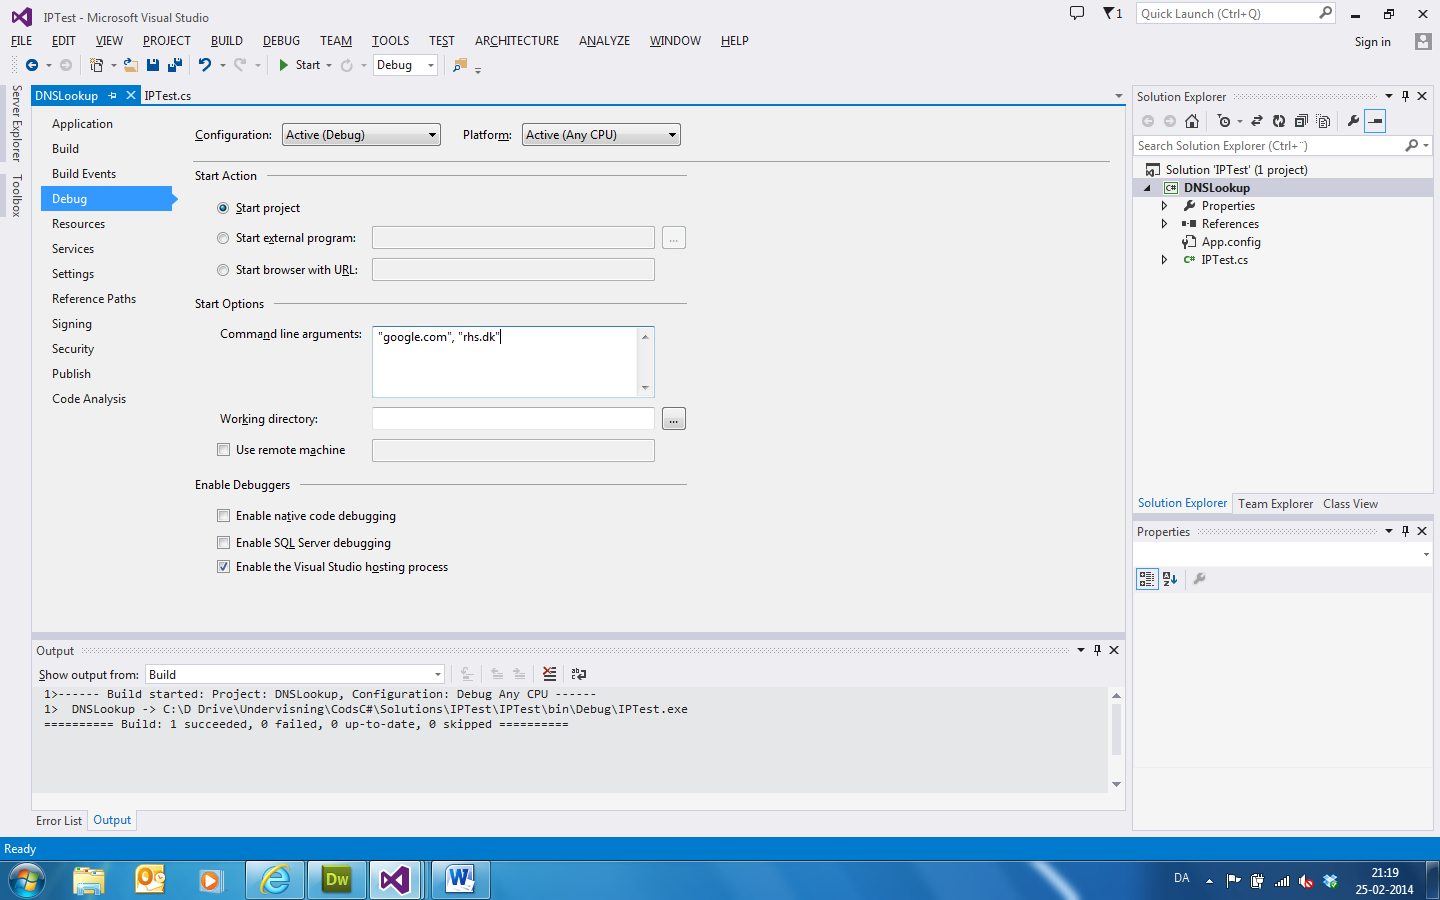 IPTest - Microsoft Visual Studio
1
Quick Launch (Ctrl+Q)
FILE EDIT VIEW PROJECT BUILD DEBUG TEAM TOOLS TEST ARCHITECTURE ANALYZE WINDOW HELP
Sign in
Start
Debug
Server Explorer
Toolbox
DNSLookup
IPTest.cs
Application
Build
Build Events
Debug
Resources
Services
Settings
Reference Paths
Signing
Security
Publish
Code Analysis
Configuration: Active (Debug) Platform: Active (Any CPU)
Start Action
Start project
Start external program: ...
Start browser with URL:
Start Options
Command line arguments: "google.com", "rhs.dk"
Working directory: ...
Use remote machine
Enable Debuggers
Enable native code debugging
Enable SQL Server debugging
Enable the Visual Studio hosting process
Solution Explorer
Search Solution Explorer (Ctrl+¨)
Solution 'IPTest' (1 project)
C# DNSLookup
Properties
References
App.config
C# IPTest.cs
Solution Explorer Team Explorer Class View
Properties
Output
Show output from: Build
1>------ Build started: Project: DNSLookup, Configuration: Debug Any CPU ------
1>  DNSLookup -> C:\D Drive\Undervisning\CodsC#\Solutions\IPTest\IPTest\bin\Debug\IPTest.exe
========== Build: 1 succeeded, 0 failed, 0 up-to-date, 0 skipped ==========
Error List Output
Ready
Dw
W
DA
21:19
25-02-2014